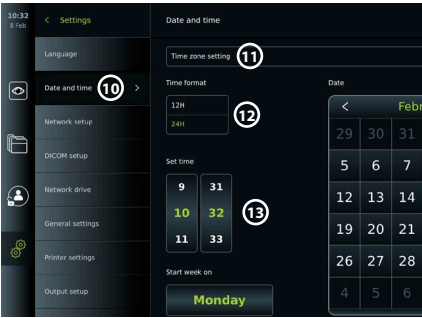 10:32
8 Feb
< Settings
Language
Date and time 10 >
Network setup
DICOM setup
Network drive
General settings
Printer settings
Output setup
Date and time
Time zone setting 11
Time format
12H
24H
12
Set time
9 31
10 32
11 33
13
Start week on
Monday
Date
< Febr
29 30 31
5 6 7
12 13 14
19 20 21
26 27 28
4 5 6